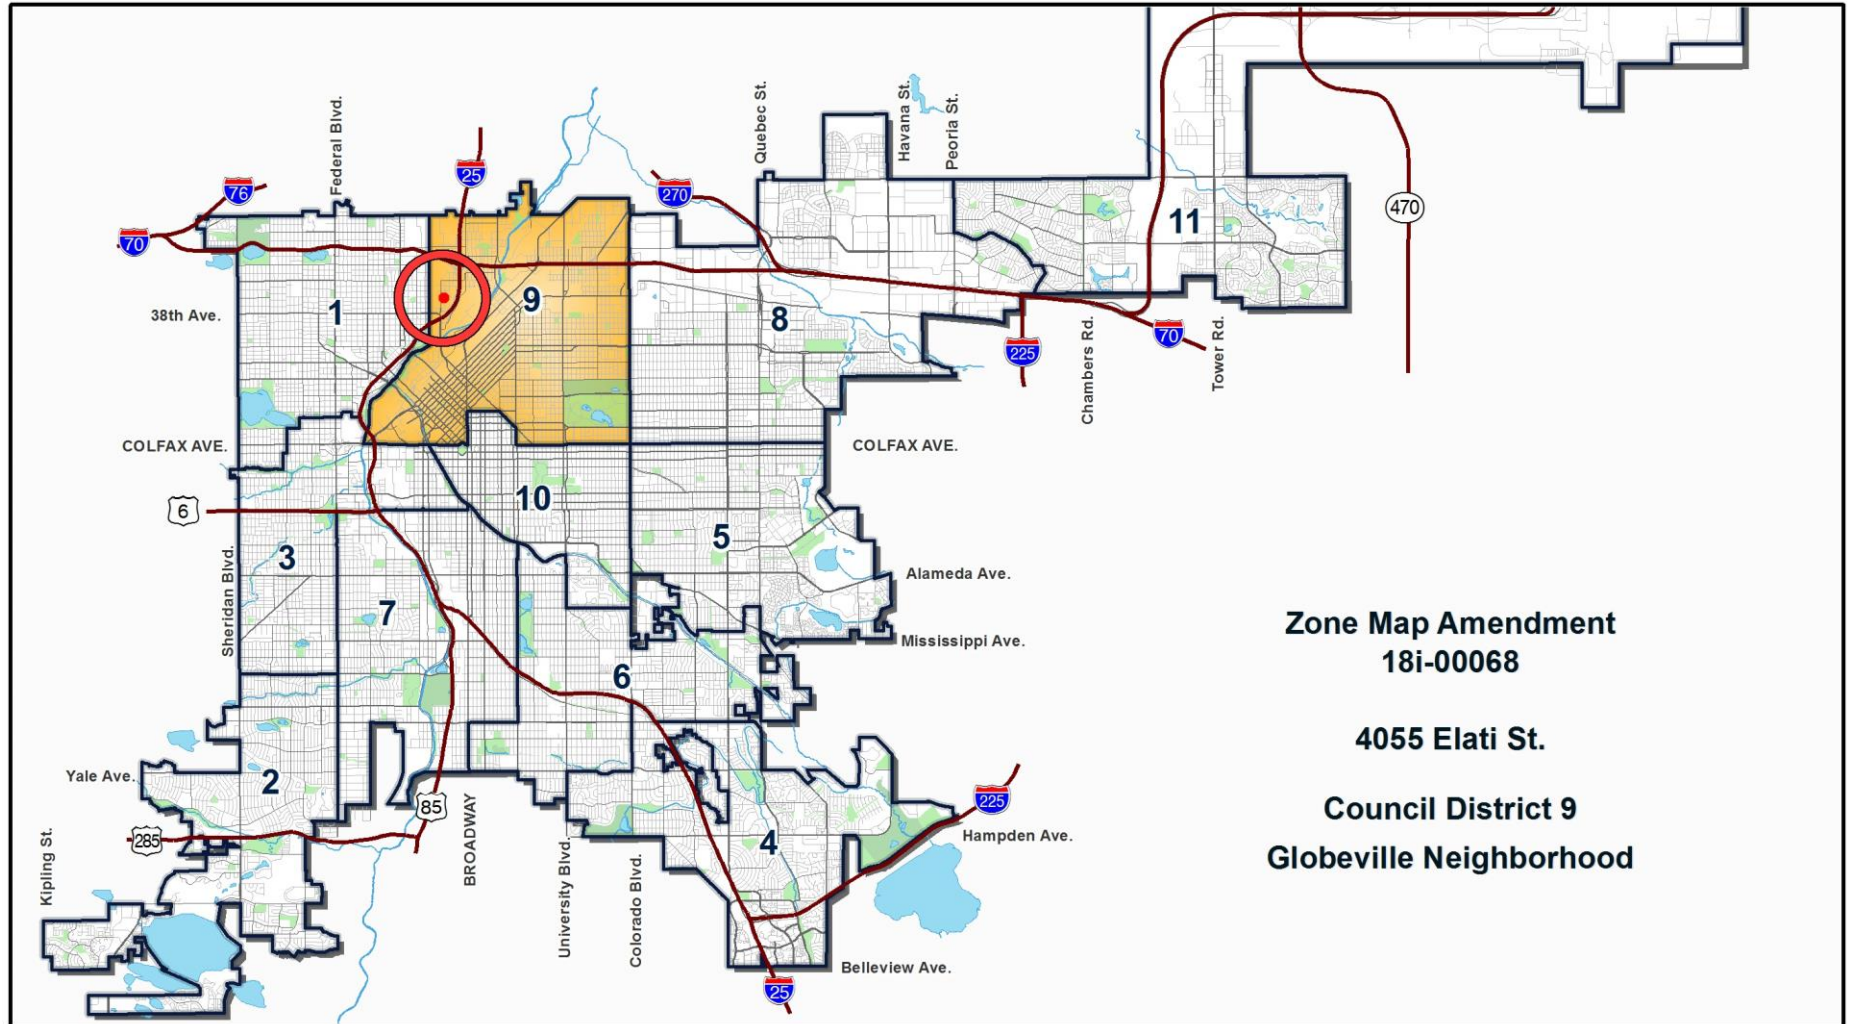 Federal Blvd.
Quebec St.
Havana St.
Peoria St.
25
76
270
70
470
11
9
1
38th Ave.
8
70
225
Chambers Rd.
Tower Rd.
COLFAX AVE.
COLFAX AVE.
10
6
5
3
Sheridan Blvd.
Alameda Ave.
7
Mississippi Ave.
6
Zone Map Amendment
18i-00068
4055 Elati St.
Council District 9
Globeville Neighborhood
Yale Ave.
2
85
225
285
BROADWAY
4
Hampden Ave.
Kipling St.
University Blvd.
Colorado Blvd.
Belleview Ave.
25